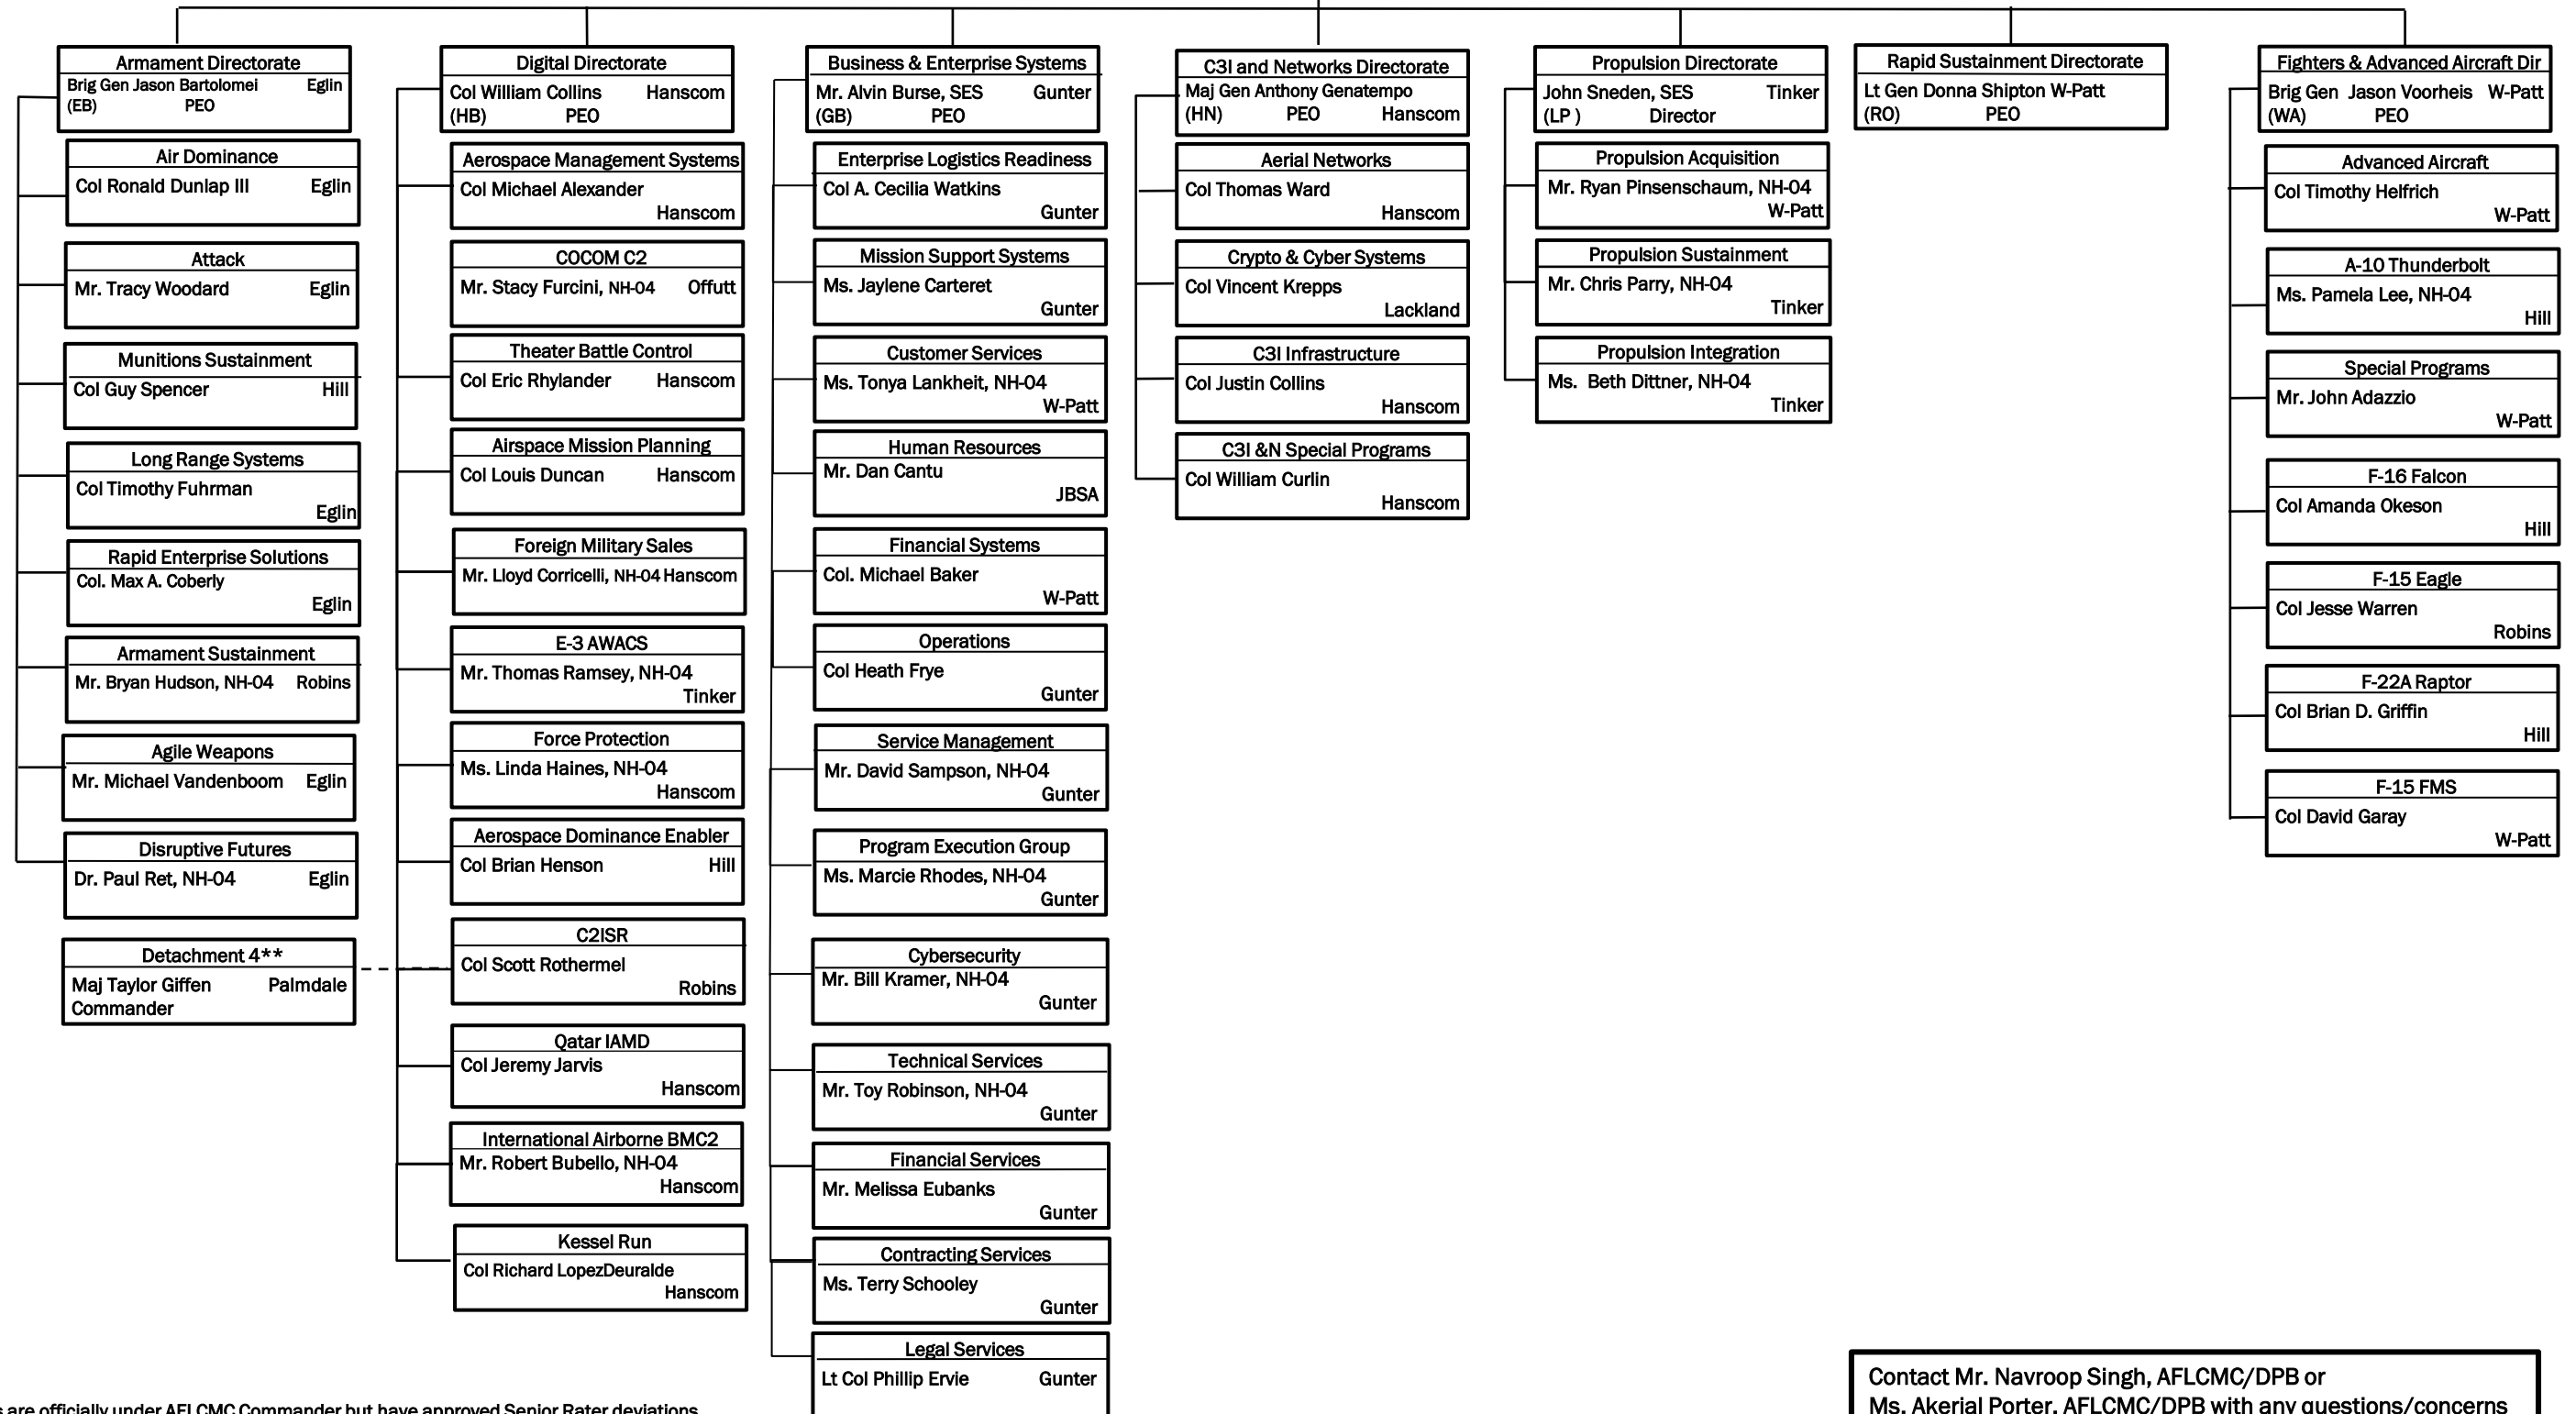 Armament Directorate
Brig Gen Jason Bartolomei Eglin
(EB) PEO
Air Dominance
Col Ronald Dunlap III Eglin
Attack
Mr. Tracy Woodard Eglin
Munitions Sustainment
Col Guy Spencer Hill
Long Range Systems
Col Timothy Fuhrman
Eglin
Rapid Enterprise Solutions
Col. Max A. Coberly
Eglin
Armament Sustainment
Mr. Bryan Hudson, NH-04 Robins
Agile Weapons
Mr. Michael Vandenboom Eglin
Disruptive Futures
Dr. Paul Ret, NH-04 Eglin
Detachment 4**
Maj Taylor Giffen Palmdale
Commander
Digital Directorate
Col William Collins Hanscom
(HB) PEO
Aerospace Management Systems
Col Michael Alexander
Hanscom
COCOM C2
Mr. Stacy Furcini, NH-04 Offutt
Theater Battle Control
Col Eric Rhylander Hanscom
Airspace Mission Planning
Col Louis Duncan Hanscom
Foreign Military Sales
Mr. Lloyd Corricelli, NH-04 Hanscom
E-3 AWACS
Mr. Thomas Ramsey, NH-04
Tinker
Force Protection
Ms. Linda Haines, NH-04
Hanscom
Aerospace Dominance Enabler
Col Brian Henson Hill
C2ISR
Col Scott Rothermel
Robins
Qatar IAMD
Col Jeremy Jarvis
Hanscom
International Airborne BMC2
Mr. Robert Bubello, NH-04
Hanscom
Kessel Run
Col Richard LopezDeuralde
Hanscom
Business & Enterprise Systems
Mr. Alvin Burse, SES Gunter
(GB) PEO
Enterprise Logistics Readiness
Col A. Cecilia Watkins
Gunter
Mission Support Systems
Ms. Jaylene Carteret
Gunter
Customer Services
Ms. Tonya Lankheit, NH-04
W-Patt
Human Resources
Mr. Dan Cantu
JBSA
Financial Systems
Col. Michael Baker
W-Patt
Operations
Col Heath Frye
Gunter
Service Management
Mr. David Sampson, NH-04
Gunter
Program Execution Group
Ms. Marcie Rhodes, NH-04
Gunter
Cybersecurity
Mr. Bill Kramer, NH-04
Gunter
Technical Services
Mr. Toy Robinson, NH-04
Gunter
Financial Services
Mr. Melissa Eubanks
Gunter
Contracting Services
Ms. Terry Schooley
Gunter
Legal Services
Lt Col Phillip Ervie Gunter
C3I and Networks Directorate
Maj Gen Anthony Genatempo
(HN) PEO Hanscom
Aerial Networks
Col Thomas Ward
Hanscom
Crypto & Cyber Systems
Col Vincent Krepps
Lackland
C3I Infrastructure
Col Justin Collins
Hanscom
C3I &N Special Programs
Col William Curlin
Hanscom
Propulsion Directorate
John Sneden, SES Tinker
(LP ) Director
Propulsion Acquisition
Mr. Ryan Pinsenschaum, NH-04
W-Patt
Propulsion Sustainment
Mr. Chris Parry, NH-04
Tinker
Propulsion Integration
Ms. Beth Dittner, NH-04
Tinker
Rapid Sustainment Directorate
Lt Gen Donna Shipton W-Patt
(RO) PEO
Fighters & Advanced Aircraft Dir
Brig Gen Jason Voorheis W-Patt
(WA) PEO
Advanced Aircraft
Col Timothy Helfrich
W-Patt
A-10 Thunderbolt
Ms. Pamela Lee, NH-04
Hill
Special Programs
Mr. John Adazzio
W-Patt
F-16 Falcon
Col Amanda Okeson
Hill
F-15 Eagle
Col Jesse Warren
Robins
F-22A Raptor
Col Brian D. Griffin
Hill
F-15 FMS
Col David Garay
W-Patt
are officially under AFLCMC Commander but have approved Senior Rater deviations
Contact Mr. Navroop Singh, AFLCMC/DPB or
Ms. Akerial Porter, AFLCMC/DPB with any questions/concerns